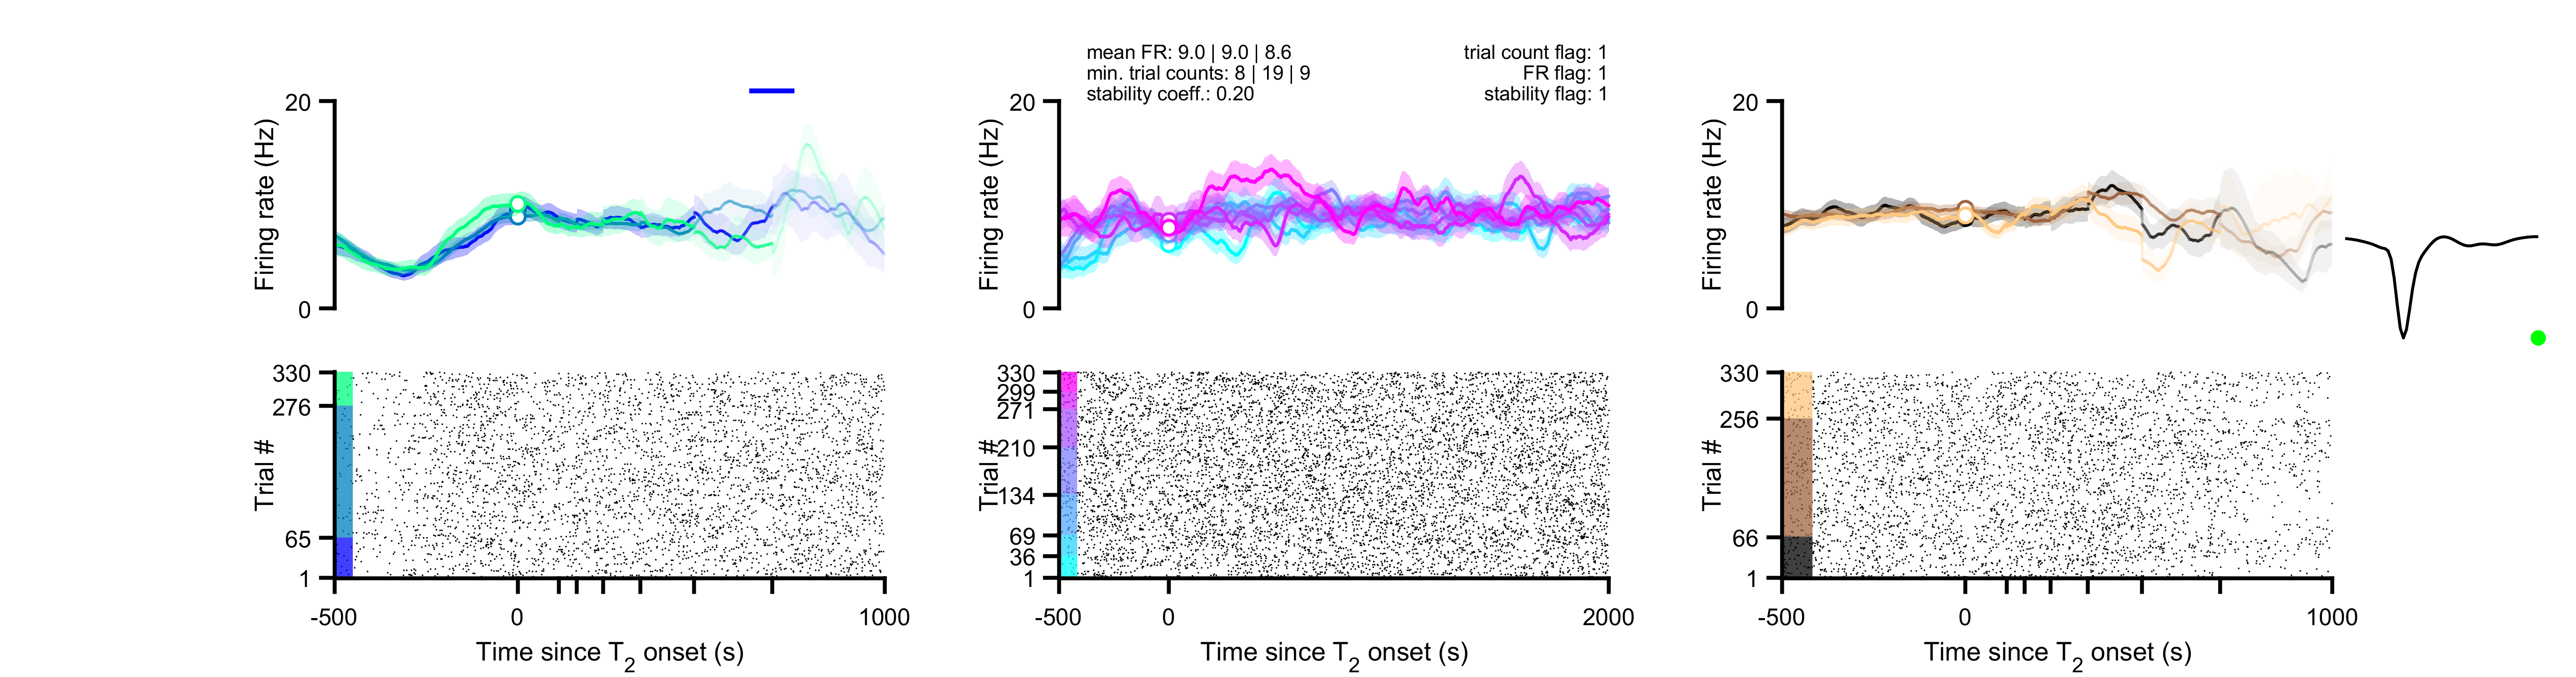 mean FR: 9.0 | 9.0 | 8.6
min. trial counts: 8 | 19 | 9
stability coeff.: 0.20
trial count flag: 1
FR flag: 1
stability flag: 1
Firing rate (Hz)
20
0
Firing rate (Hz)
20
0
Firing rate (Hz)
20
0
Trial #
330
276
65
1
-500
0
1000
Time since T2 onset (s)
Trial #
330
299
271
210
134
69
36
1
-500
0
2000
Time since T2 onset (s)
Trial #
330
256
66
1
-500
0
1000
Time since T2 onset (s)